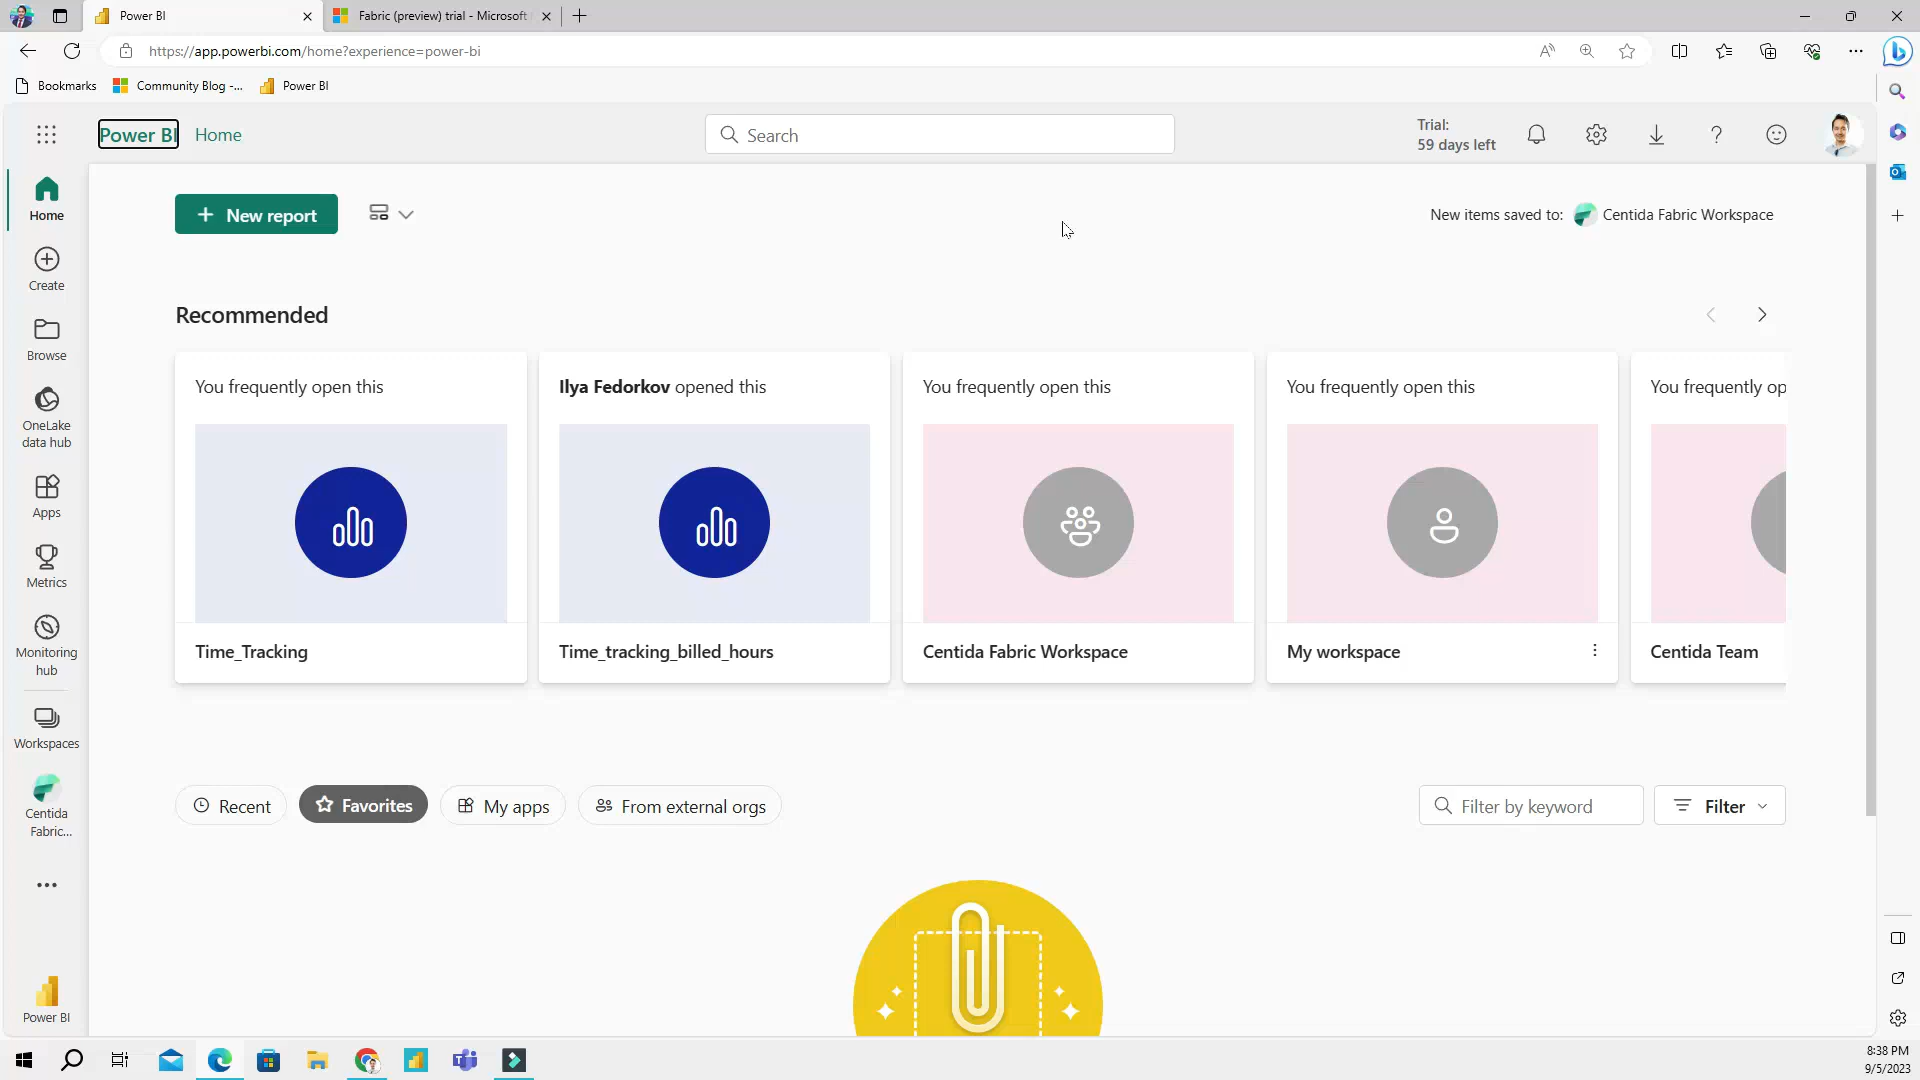 Power BI
Fabric (preview) trial - Microsoft
https://app.powerbi.com/home?experience=power-bi
Bookmarks
Community Blog -...
Power BI
Power BI
Home
Search
Trial:
59 days left
Home
Create
Browse
OneLake
data hub
Apps
Metrics
Monitoring
hub
Workspaces
Centida
Fabric...
Power BI
New report
New items saved to:
Centida Fabric Workspace
Recommended
You frequently open this
Ilya Fedorkov opened this
You frequently open this
You frequently open this
You frequently op
Time_Tracking
Time_tracking_billed_hours
Centida Fabric Workspace
My workspace
Centida Team
Recent
Favorites
My apps
From external orgs
Filter by keyword
Filter
8:38 PM
9/5/2023